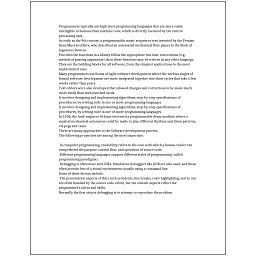 Programmers typically use high-level programming languages that are more easily
intelligible to humans than machine code, which is directly executed by the central
processing unit.
As early as the 9th century, a programmable music sequencer was invented by the Persian
Banu Musa brothers, who described an automated mechanical flute player in the Book of
Ingenious Devices.
Provided the functions in a library follow the appropriate run-time conventions (e.g.,
method of passing arguments), then these functions may be written in any other language.
They are the building blocks for all software, from the simplest applications to the most
sophisticated ones.
Many programmers use forms of Agile software development where the various stages of
formal software development are more integrated together into short cycles that take a few
weeks rather than years.
Text editors were also developed that allowed changes and corrections to be made much
more easily than with punched cards.
It involves designing and implementing algorithms, step-by-step specifications of
procedures, by writing code in one or more programming languages.
It involves designing and implementing algorithms, step-by-step specifications of
procedures, by writing code in one or more programming languages.
In 1206, the Arab engineer Al-Jazari invented a programmable drum machine where a
musical mechanical automaton could be made to play different rhythms and drum patterns,
via pegs and cams.
There are many approaches to the Software development process.
The following properties are among the most important:
In computer programming, readability refers to the ease with which a human reader can
comprehend the purpose, control flow, and operation of source code.
Different programming languages support different styles of programming (called
programming paradigms).
Debugging is often done with IDEs. Standalone debuggers like GDB are also used, and these
often provide less of a visual environment, usually using a command line.
Some of these factors include:
The presentation aspects of this (such as indents, line breaks, color highlighting, and so on)
are often handled by the source code editor, but the content aspects reflect the
programmer's talent and skills.
Normally the first step in debugging is to attempt to reproduce the problem.